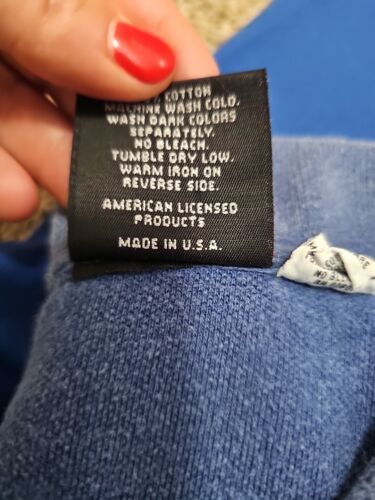 COTTON
MACHINE WASH COLD.
WASH DARK COLORS
SEPARATELY.
NO BLEACH.
TUMBLE DRY LOW.
WARM IRON ON
REVERSE SIDE.
AMERICAN LICENSED
PRODUCTS
MADE IN U.S.A.